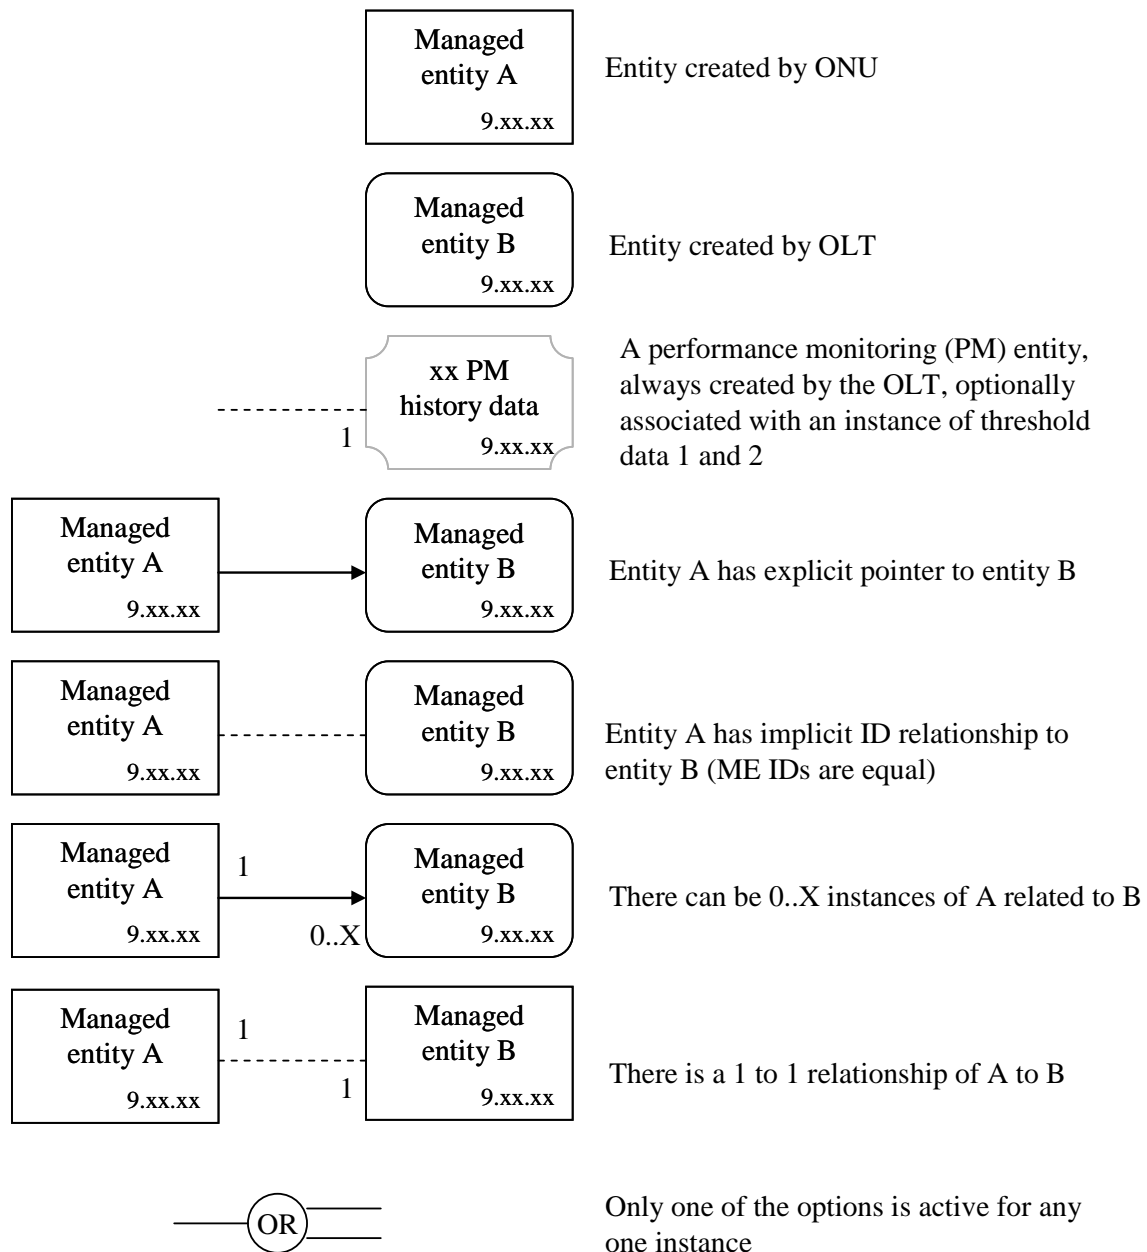 Managed
entity A
9.xx.xx
Entity created by ONU
Managed
entity B
9.xx.xx
Entity created by OLT
xx PM
history data
1
9.xx.xx
A performance monitoring (PM) entity,
always created by the OLT, optionally
associated with an instance of threshold
data 1 and 2
Managed
entity A
9.xx.xx
Managed
entity B
9.xx.xx
Entity A has explicit pointer to entity B
Managed
entity A
9.xx.xx
Managed
entity B
9.xx.xx
Entity A has implicit ID relationship to
entity B (ME IDs are equal)
Managed
entity A
9.xx.xx
1
0..X
Managed
entity B
9.xx.xx
There can be 0..X instances of A related to B
Managed
entity A
9.xx.xx
1
1
Managed
entity B
9.xx.xx
There is a 1 to 1 relationship of A to B
OR
Only one of the options is active for any
one instance